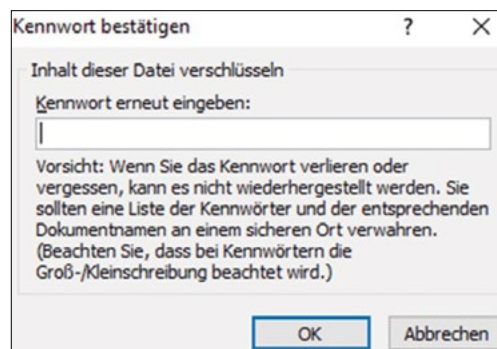 Kennwort bestätigen ? ×
Inhalt dieser Datei verschlüsseln
Kennwort erneut eingeben:
Vorsicht: Wenn Sie das Kennwort verlieren oder
vergessen, kann es nicht wiederhergestellt werden. Sie
sollten eine Liste der Kennwörter und der entsprechenden
Dokumentnamen an einem sicheren Ort verwahren.
(Beachten Sie, dass bei Kennwörtern die
Groß-/Kleinschreibung beachtet wird.)
OK Abbrechen